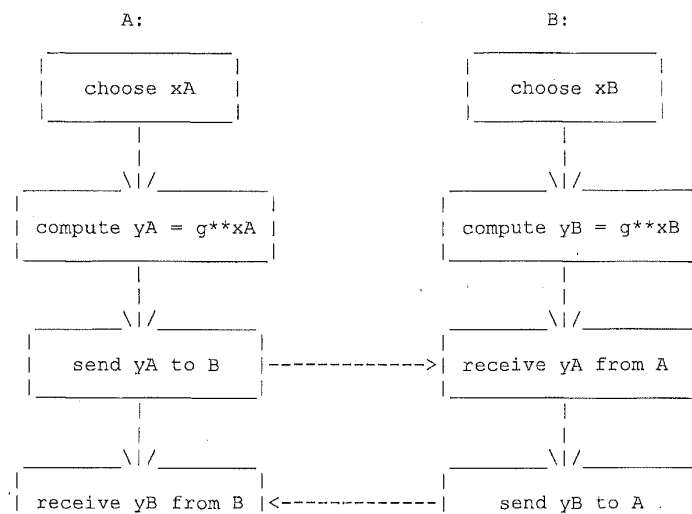 A: B:
choose xA choose xB
compute yA = g**xA compute yB = g**xB
send yA to B receive yA from A
receive yB from B send yB to A